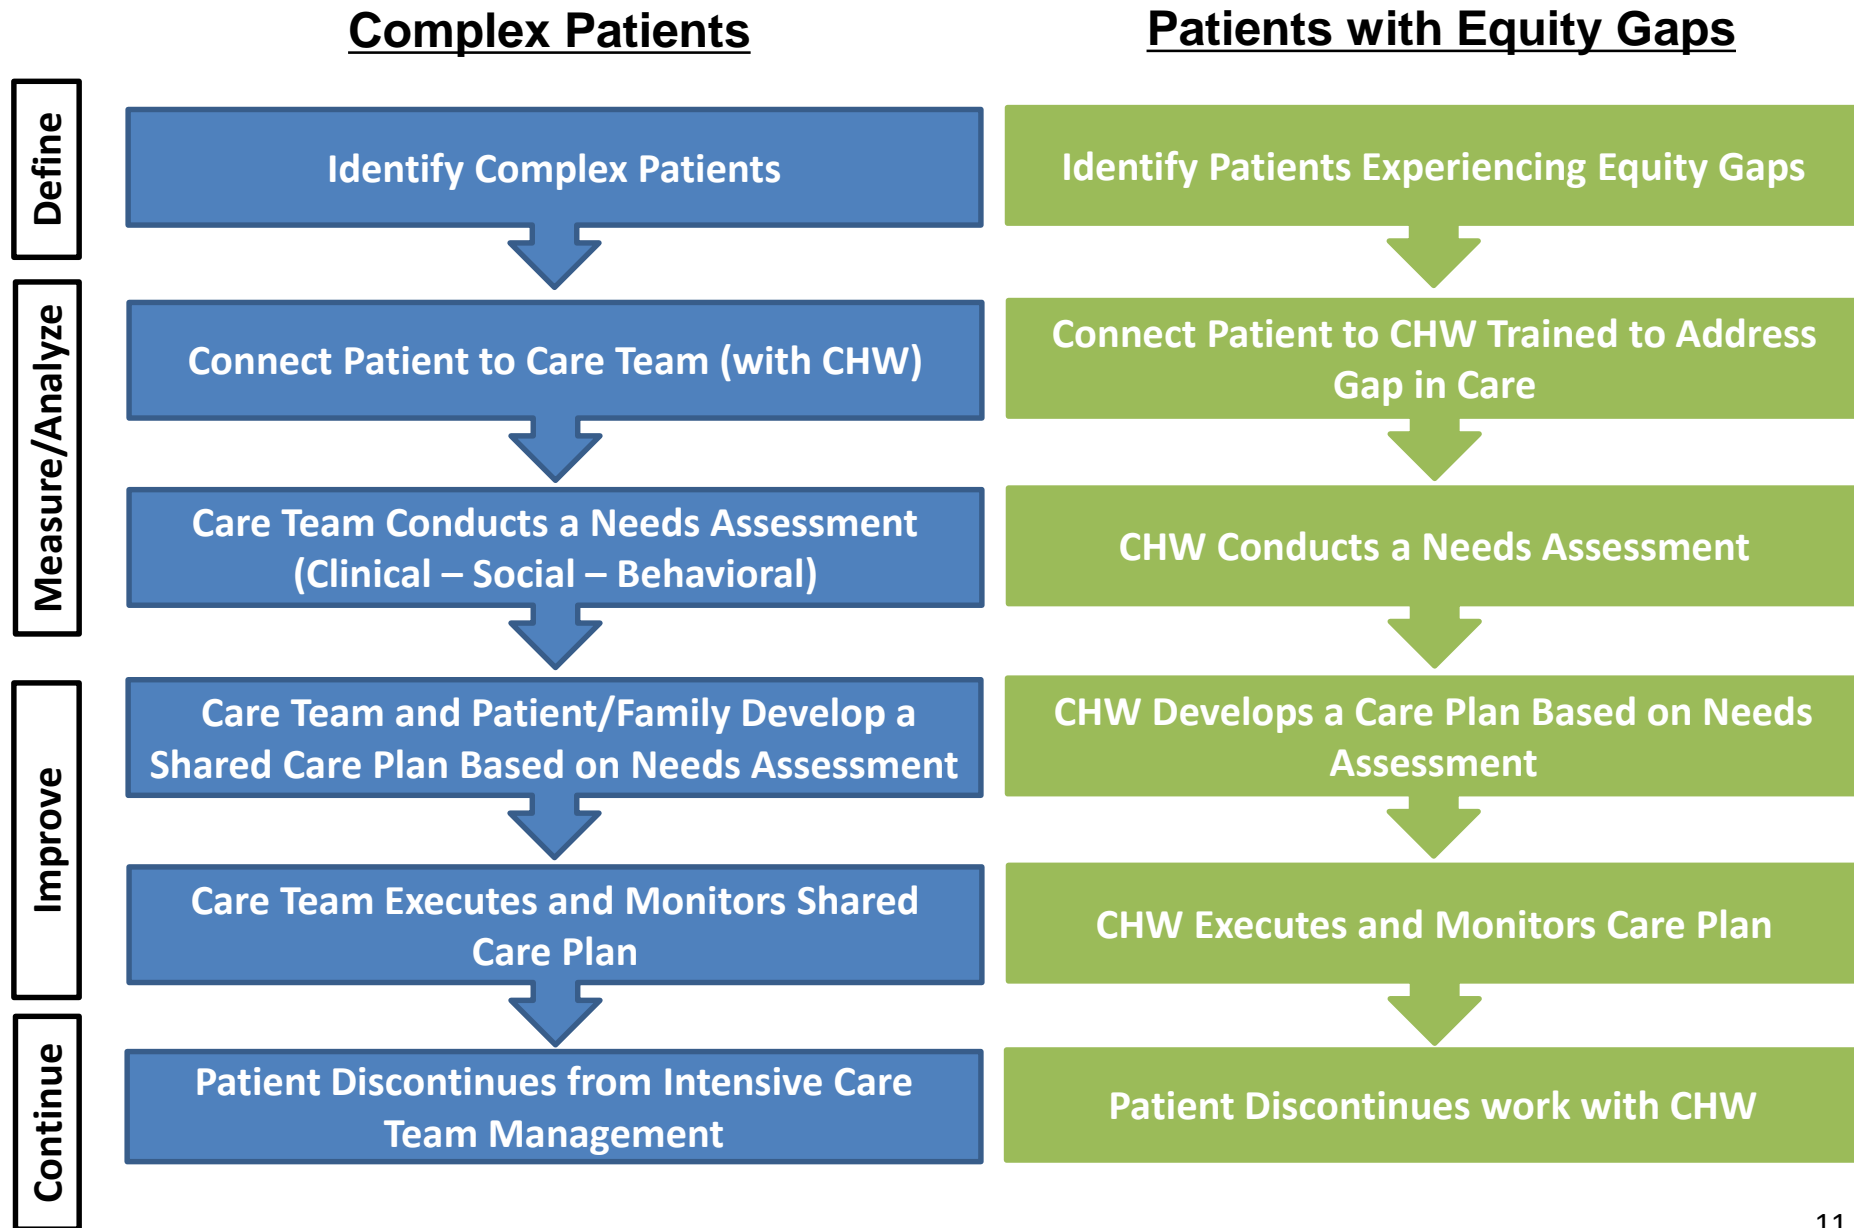 Complex Patients
Patients with Equity Gaps
Define
Identify Complex Patients
Identify Patients Experiencing Equity Gaps
Measure/Analyze
Connect Patient to Care Team (with CHW)
Connect Patient to CHW Trained to Address
Gap in Care
Care Team Conducts a Needs Assessment
(Clinical – Social – Behavioral)
CHW Conducts a Needs Assessment
Improve
Care Team and Patient/Family Develop a
Shared Care Plan Based on Needs Assessment
CHW Develops a Care Plan Based on Needs
Assessment
Care Team Executes and Monitors Shared
Care Plan
CHW Executes and Monitors Care Plan
Continue
Patient Discontinues from Intensive Care
Team Management
Patient Discontinues work with CHW
11